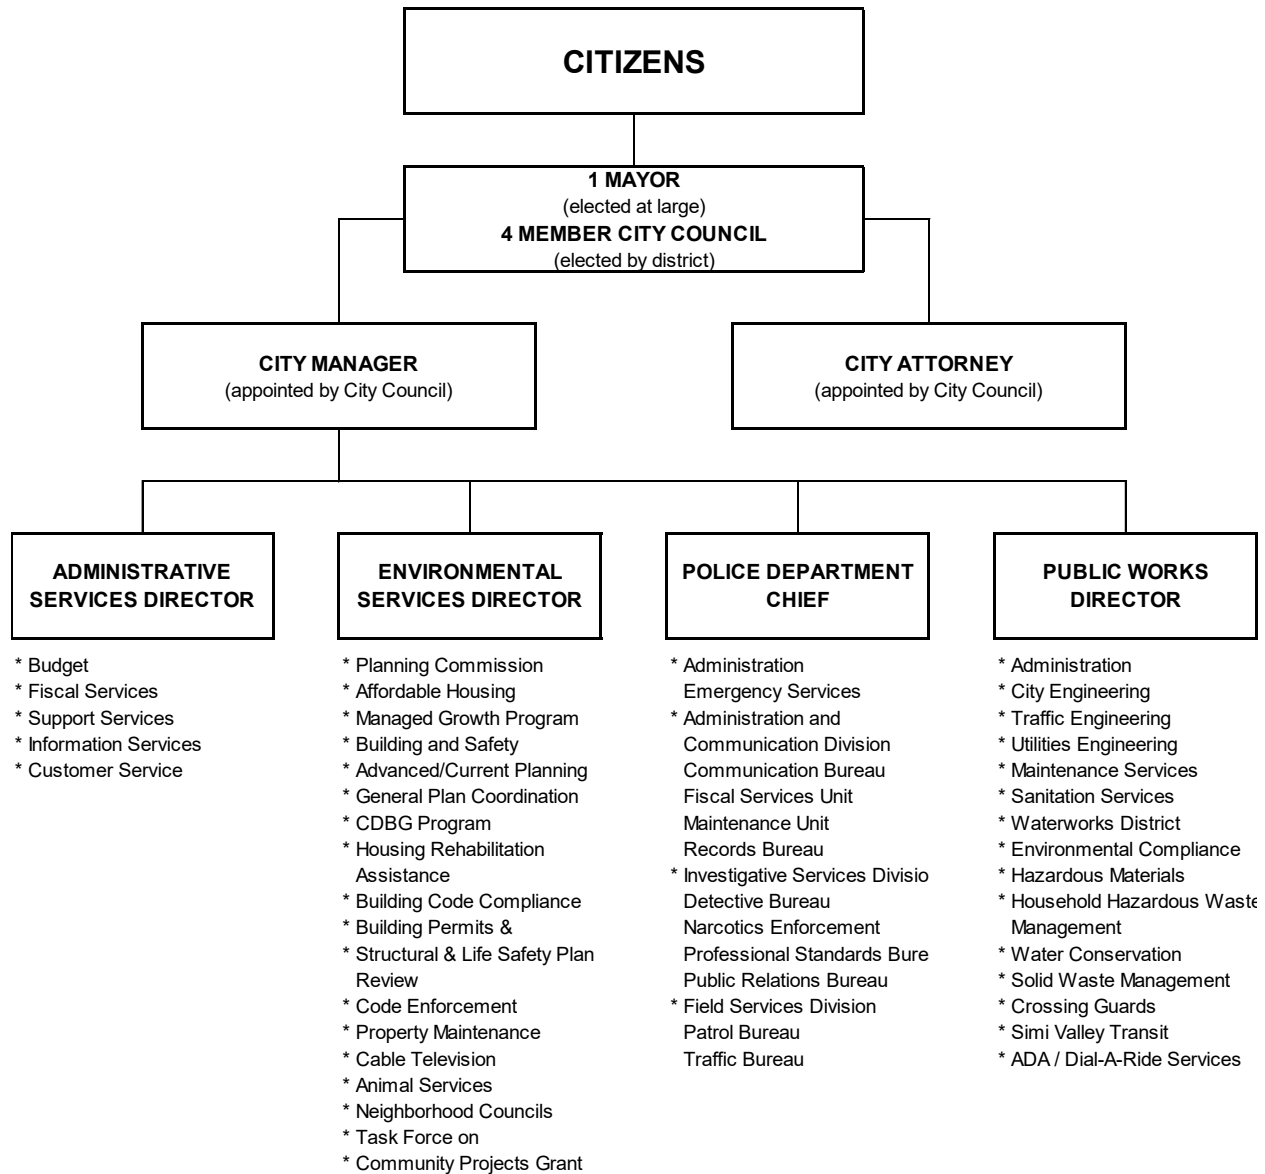 CITIZENS
1 MAYOR
(elected at large)
4 MEMBER CITY COUNCIL
(elected by district)
CITY MANAGER
(appointed by City Council)
CITY ATTORNEY
(appointed by City Council)
ADMINISTRATIVE
SERVICES DIRECTOR
* Budget
* Fiscal Services
* Support Services
* Information Services
* Customer Service
ENVIRONMENTAL
SERVICES DIRECTOR
* Planning Commission
* Affordable Housing
* Managed Growth Program
* Building and Safety
* Advanced/Current Planning
* General Plan Coordination
* CDBG Program
* Housing Rehabilitation
Assistance
* Building Code Compliance
* Building Permits &
* Structural & Life Safety Plan
Review
* Code Enforcement
* Property Maintenance
* Cable Television
* Animal Services
* Neighborhood Councils
* Task Force on
* Community Projects Grant
POLICE DEPARTMENT
CHIEF
* Administration
Emergency Services
* Administration and
Communication Division
Communication Bureau
Fiscal Services Unit
Maintenance Unit
Records Bureau
* Investigative Services Divisio
Detective Bureau
Narcotics Enforcement
Professional Standards Bure
Public Relations Bureau
* Field Services Division
Patrol Bureau
Traffic Bureau
PUBLIC WORKS
DIRECTOR
* Administration
* City Engineering
* Traffic Engineering
* Utilities Engineering
* Maintenance Services
* Sanitation Services
* Waterworks District
* Environmental Compliance
* Hazardous Materials
* Household Hazardous Waste
Management
* Water Conservation
* Solid Waste Management
* Crossing Guards
* Simi Valley Transit
* ADA / Dial-A-Ride Services